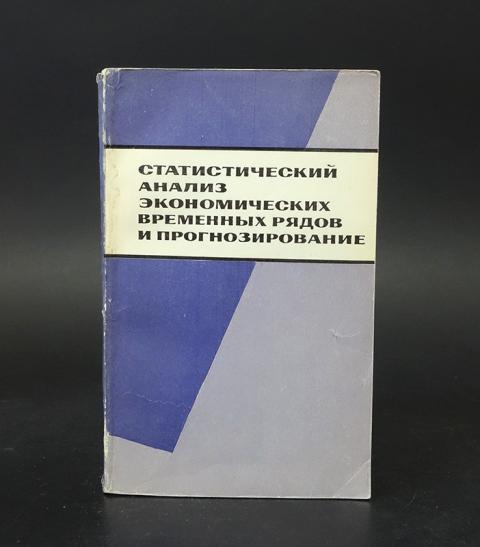 СТАТИСТИЧЕСКИЙ
АНАЛИЗ
ЭКОНОМИЧЕСКИХ
ВРЕМЕННЫХ РЯДОВ
И ПРОГНОЗИРОВАНИЕ